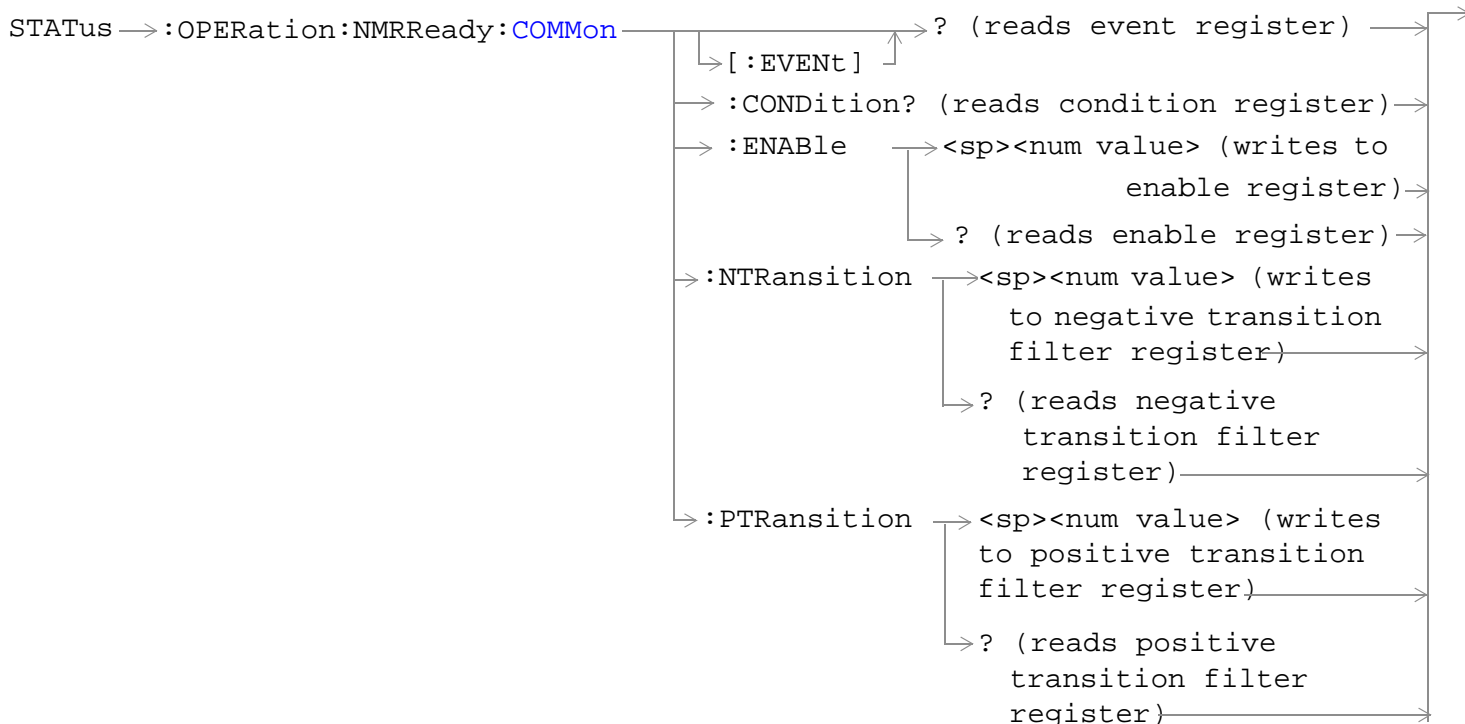 STATus :OPERation:NMRReady:COMMon ? (reads event register)
[:EVENt]
:CONDition? (reads condition register)
:ENABle <sp><num value> (writes to
enable register)
? (reads enable register)
:NTRansition <sp><num value> (writes
to negative transition
filter register)
? (reads negative
transition filter
register)
:PTRansition <sp><num value> (writes
to positive transition
filter register)
? (reads positive
transition filter
register)